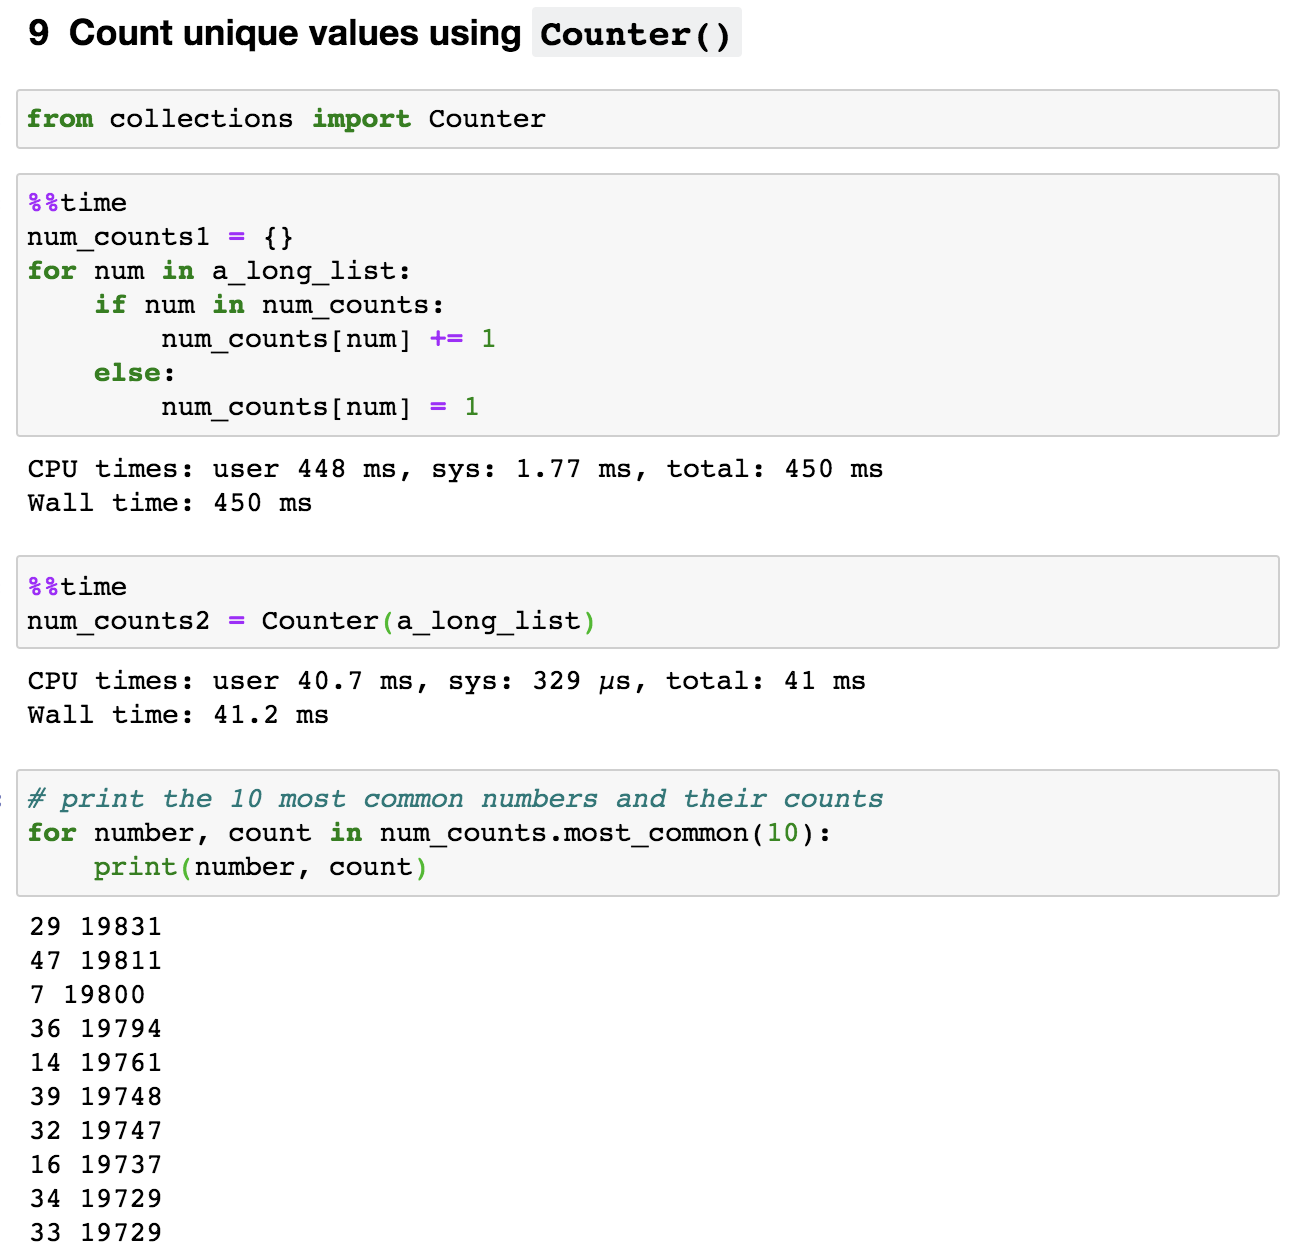 9 Count unique values using Counter()
from collections import Counter
%%time
num_counts1 = {}
for num in a_long_list:
    if num in num_counts:
        num_counts[num] += 1
    else:
        num_counts[num] = 1
CPU times: user 448 ms, sys: 1.77 ms, total: 450 ms
Wall time: 450 ms
%%time
num_counts2 = Counter(a_long_list)
CPU times: user 40.7 ms, sys: 329 µs, total: 41 ms
Wall time: 41.2 ms
# print the 10 most common numbers and their counts
for number, count in num_counts.most_common(10):
    print(number, count)
29 19831
47 19811
7 19800
36 19794
14 19761
39 19748
32 19747
16 19737
34 19729
33 19729